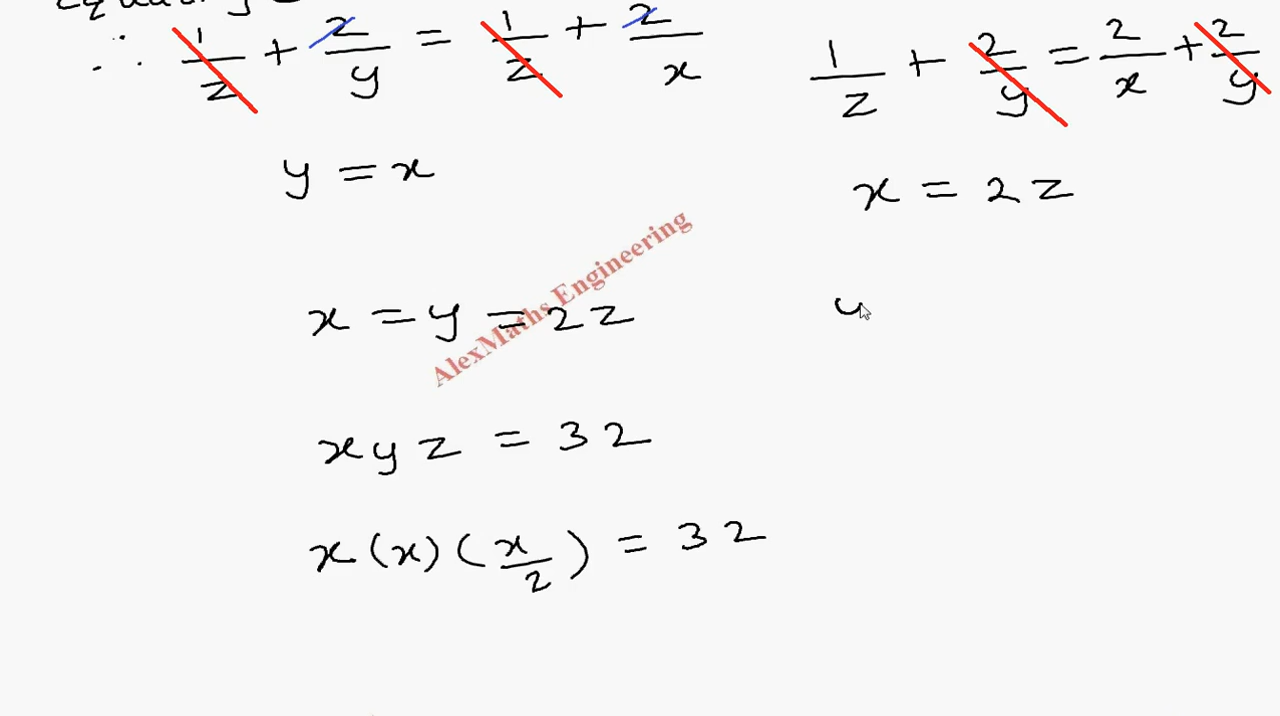 ∴ 1/z + 2/y = 1/z + 2/x
1/z + 2/y = 2/x + 2/y
y = x
x = 2z
x = y = 2z
y
AlexMaths Engineering
xyz = 32
x(x)(x/2) = 32